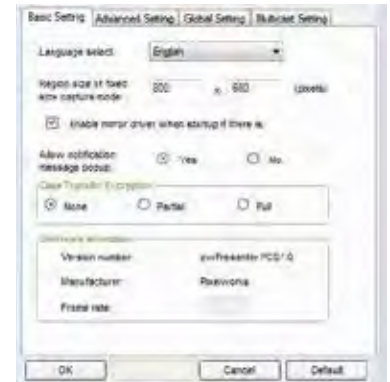 Basic Setting Advanced Setting Global Setting Multicast Setting
Language select English
Region size of fixed 800 x 600 (pixels)
size capture mode
Enable mirror driver when startup if there is
Allow notification Yes No
message popup
Data Transfer Encryption
None Partial Full
Version number
Manufacturer Pixelworks
Frame rate
OK Cancel Default